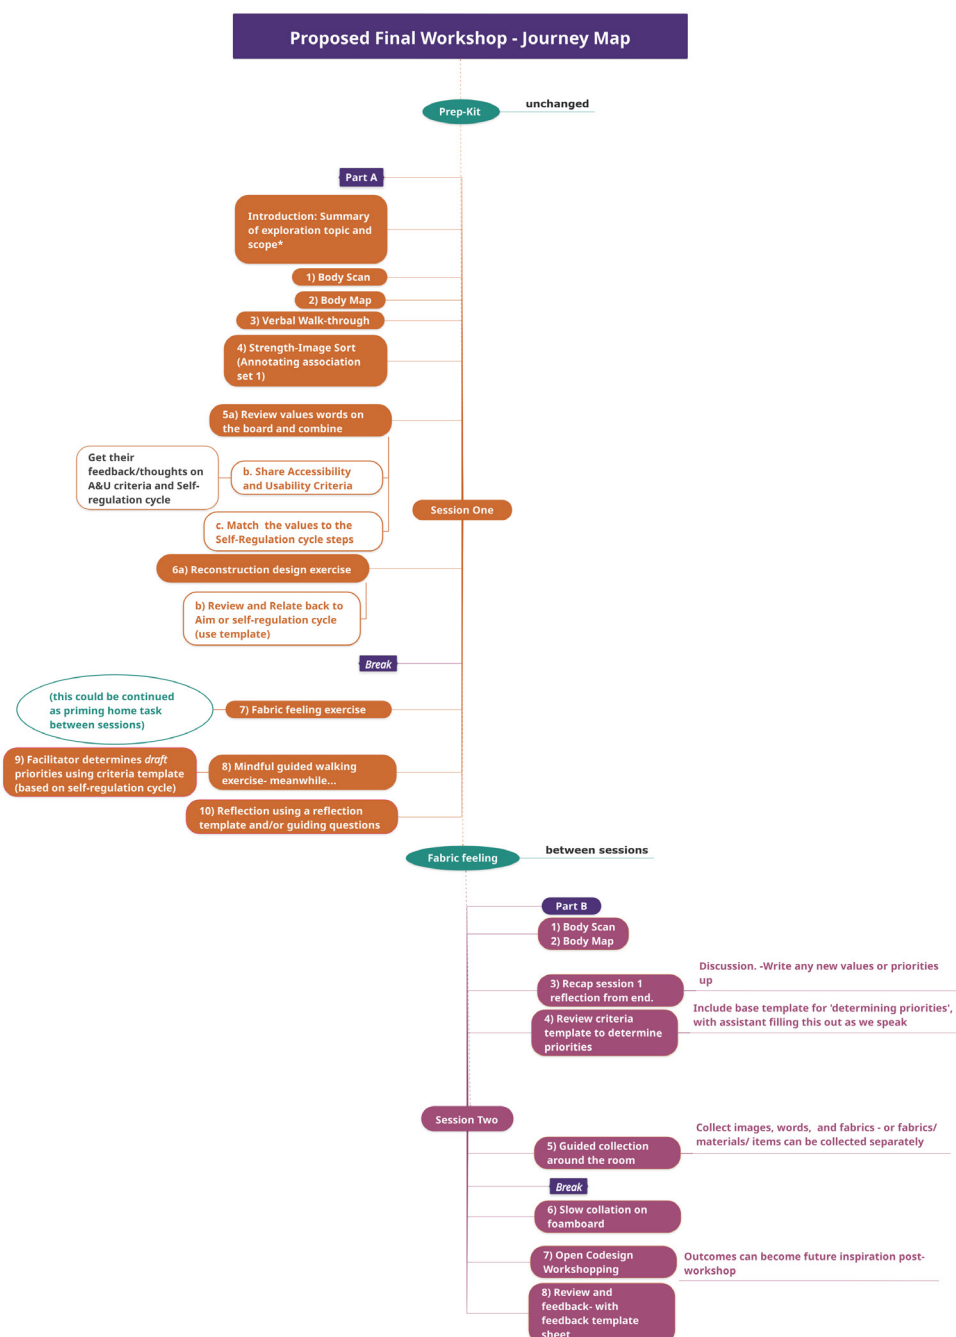 Proposed Final Workshop - Journey Map
Prep-Kit
unchanged
Part A
Introduction: Summary
of exploration topic and
scope*
1) Body Scan
2) Body Map
3) Verbal Walk-through
4) Strength-Image Sort
(Annotating association
set 1)
5a) Review values words on
the board and combine
Get their
feedback/thoughts on
A&U criteria and Self-
regulation cycle
b. Share Accessibility
and Usability Criteria
c. Match  the values to the
Self-Regulation cycle steps
Session One
6a) Reconstruction design exercise
b) Review and Relate back to
Aim or self-regulation cycle
(use template)
Break
(this could be continued
as priming home task
between sessions)
7) Fabric feeling exercise
9) Facilitator determines draft
priorities using criteria template
(based on self-regulation cycle)
8) Mindful guided walking
exercise- meanwhile...
10) Reflection using a reflection
template and/or guiding questions
Fabric feeling
between sessions
Part B
1) Body Scan
2) Body Map
3) Recap session 1
reflection from end.
Discussion. -Write any new values or priorities
up
4) Review criteria
template to determine
priorities
Include base template for 'determining priorities',
with assistant filling this out as we speak
Session Two
5) Guided collection
around the room
Collect images, words,  and fabrics - or fabrics/
materials/ items can be collected separately
Break
6) Slow collation on
foamboard
7) Open Codesign
Workshopping
Outcomes can become future inspiration post-
workshop
8) Review and
feedback- with
feedback template
sheet